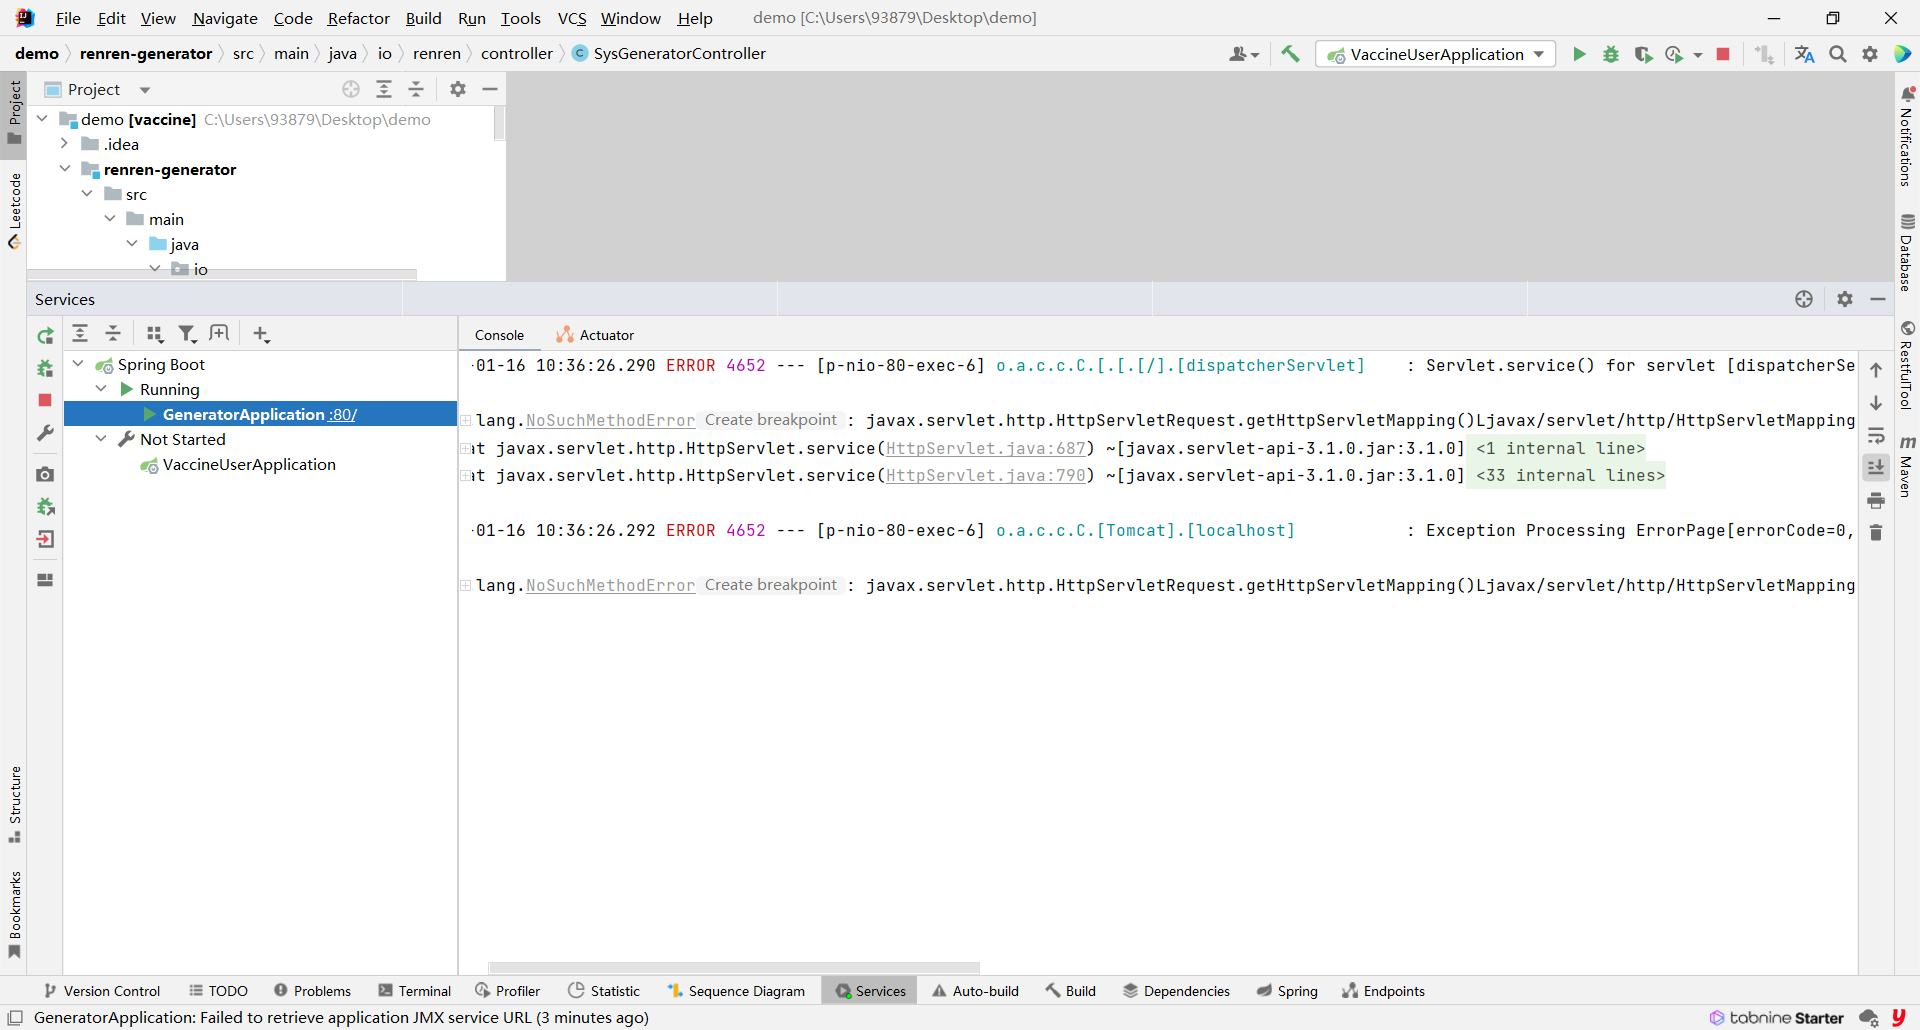 File Edit View Navigate Code Refactor Build Run Tools VCS Window Help demo [C:\Users\93879\Desktop\demo]
demo renren-generator src main java io renren controller SysGeneratorController VaccineUserApplication
Project
demo [vaccine] C:\Users\93879\Desktop\demo
.idea
renren-generator
src
main
java
io
Project
Leetcode
Structure
Bookmarks
Notifications
Database
RestfulTool
Maven
Services
Console Actuator
Spring Boot
Running
GeneratorApplication :80/
Not Started
VaccineUserApplication
-01-16 10:36:26.290 ERROR 4652 --- [p-nio-80-exec-6] o.a.c.c.C.[.[.[/].[dispatcherServlet] : Servlet.service() for servlet [dispatcherSe
lang.NoSuchMethodError Create breakpoint : javax.servlet.http.HttpServletRequest.getHttpServletMapping()Ljavax/servlet/http/HttpServletMapping
at javax.servlet.http.HttpServlet.service(HttpServlet.java:687) ~[javax.servlet-api-3.1.0.jar:3.1.0] <1 internal line>
at javax.servlet.http.HttpServlet.service(HttpServlet.java:790) ~[javax.servlet-api-3.1.0.jar:3.1.0] <33 internal lines>
-01-16 10:36:26.292 ERROR 4652 --- [p-nio-80-exec-6] o.a.c.c.C.[Tomcat].[localhost] : Exception Processing ErrorPage[errorCode=0,
lang.NoSuchMethodError Create breakpoint : javax.servlet.http.HttpServletRequest.getHttpServletMapping()Ljavax/servlet/http/HttpServletMapping
Version Control TODO Problems Terminal Profiler Statistic Sequence Diagram Services Auto-build Build Dependencies Spring Endpoints
GeneratorApplication: Failed to retrieve application JMX service URL (3 minutes ago) tabnine Starter